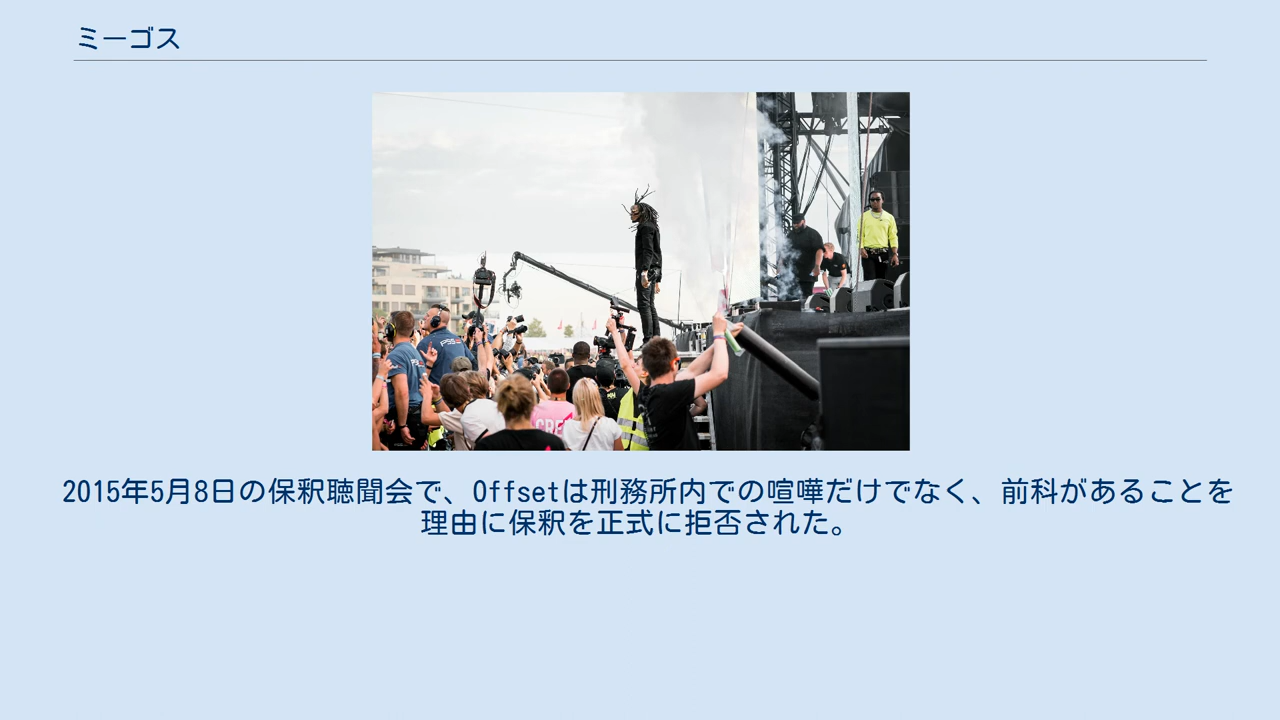 ミーゴス
2015年5月8日の保釈聴聞会で、Offsetは刑務所内での喧嘩だけでなく、前科があることを
理由に保釈を正式に拒否された。